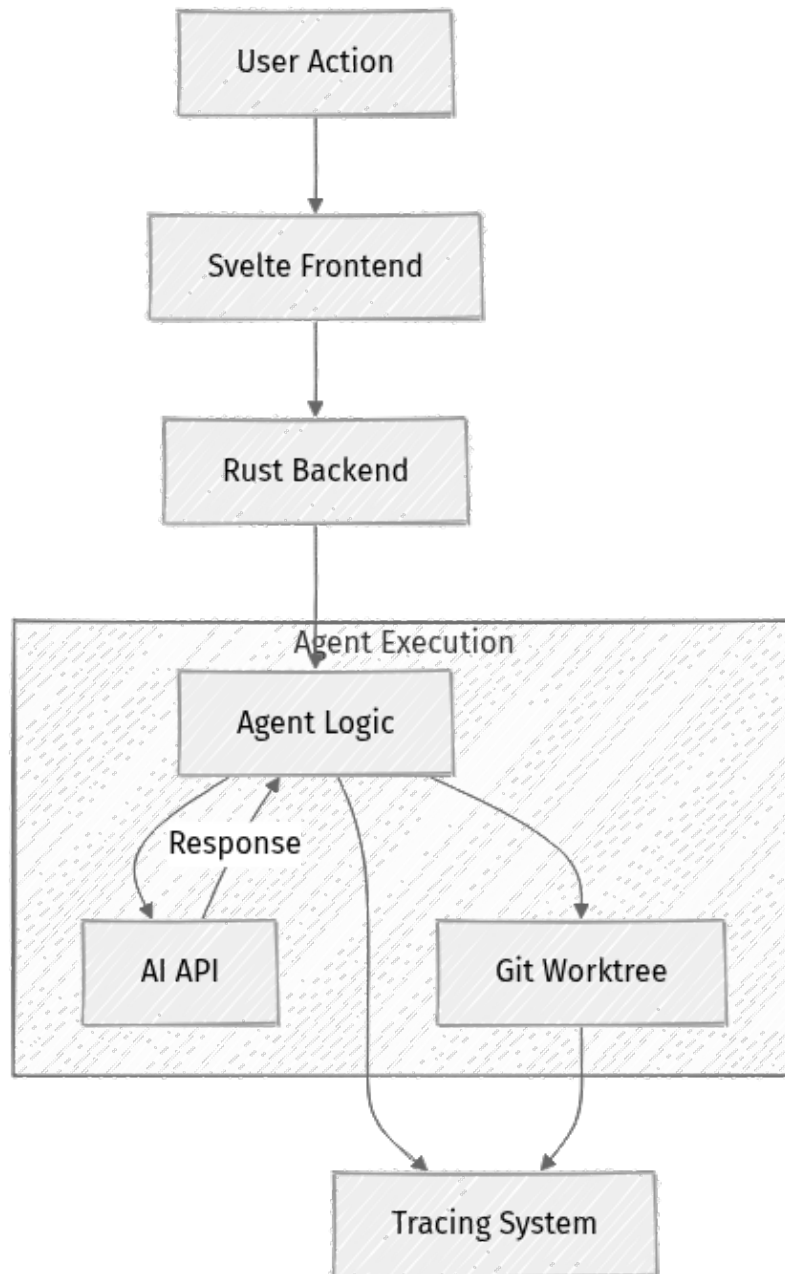 User Action
Svelte Frontend
Rust Backend
Agent Execution
Agent Logic
Response
AI API
Git Worktree
Tracing System